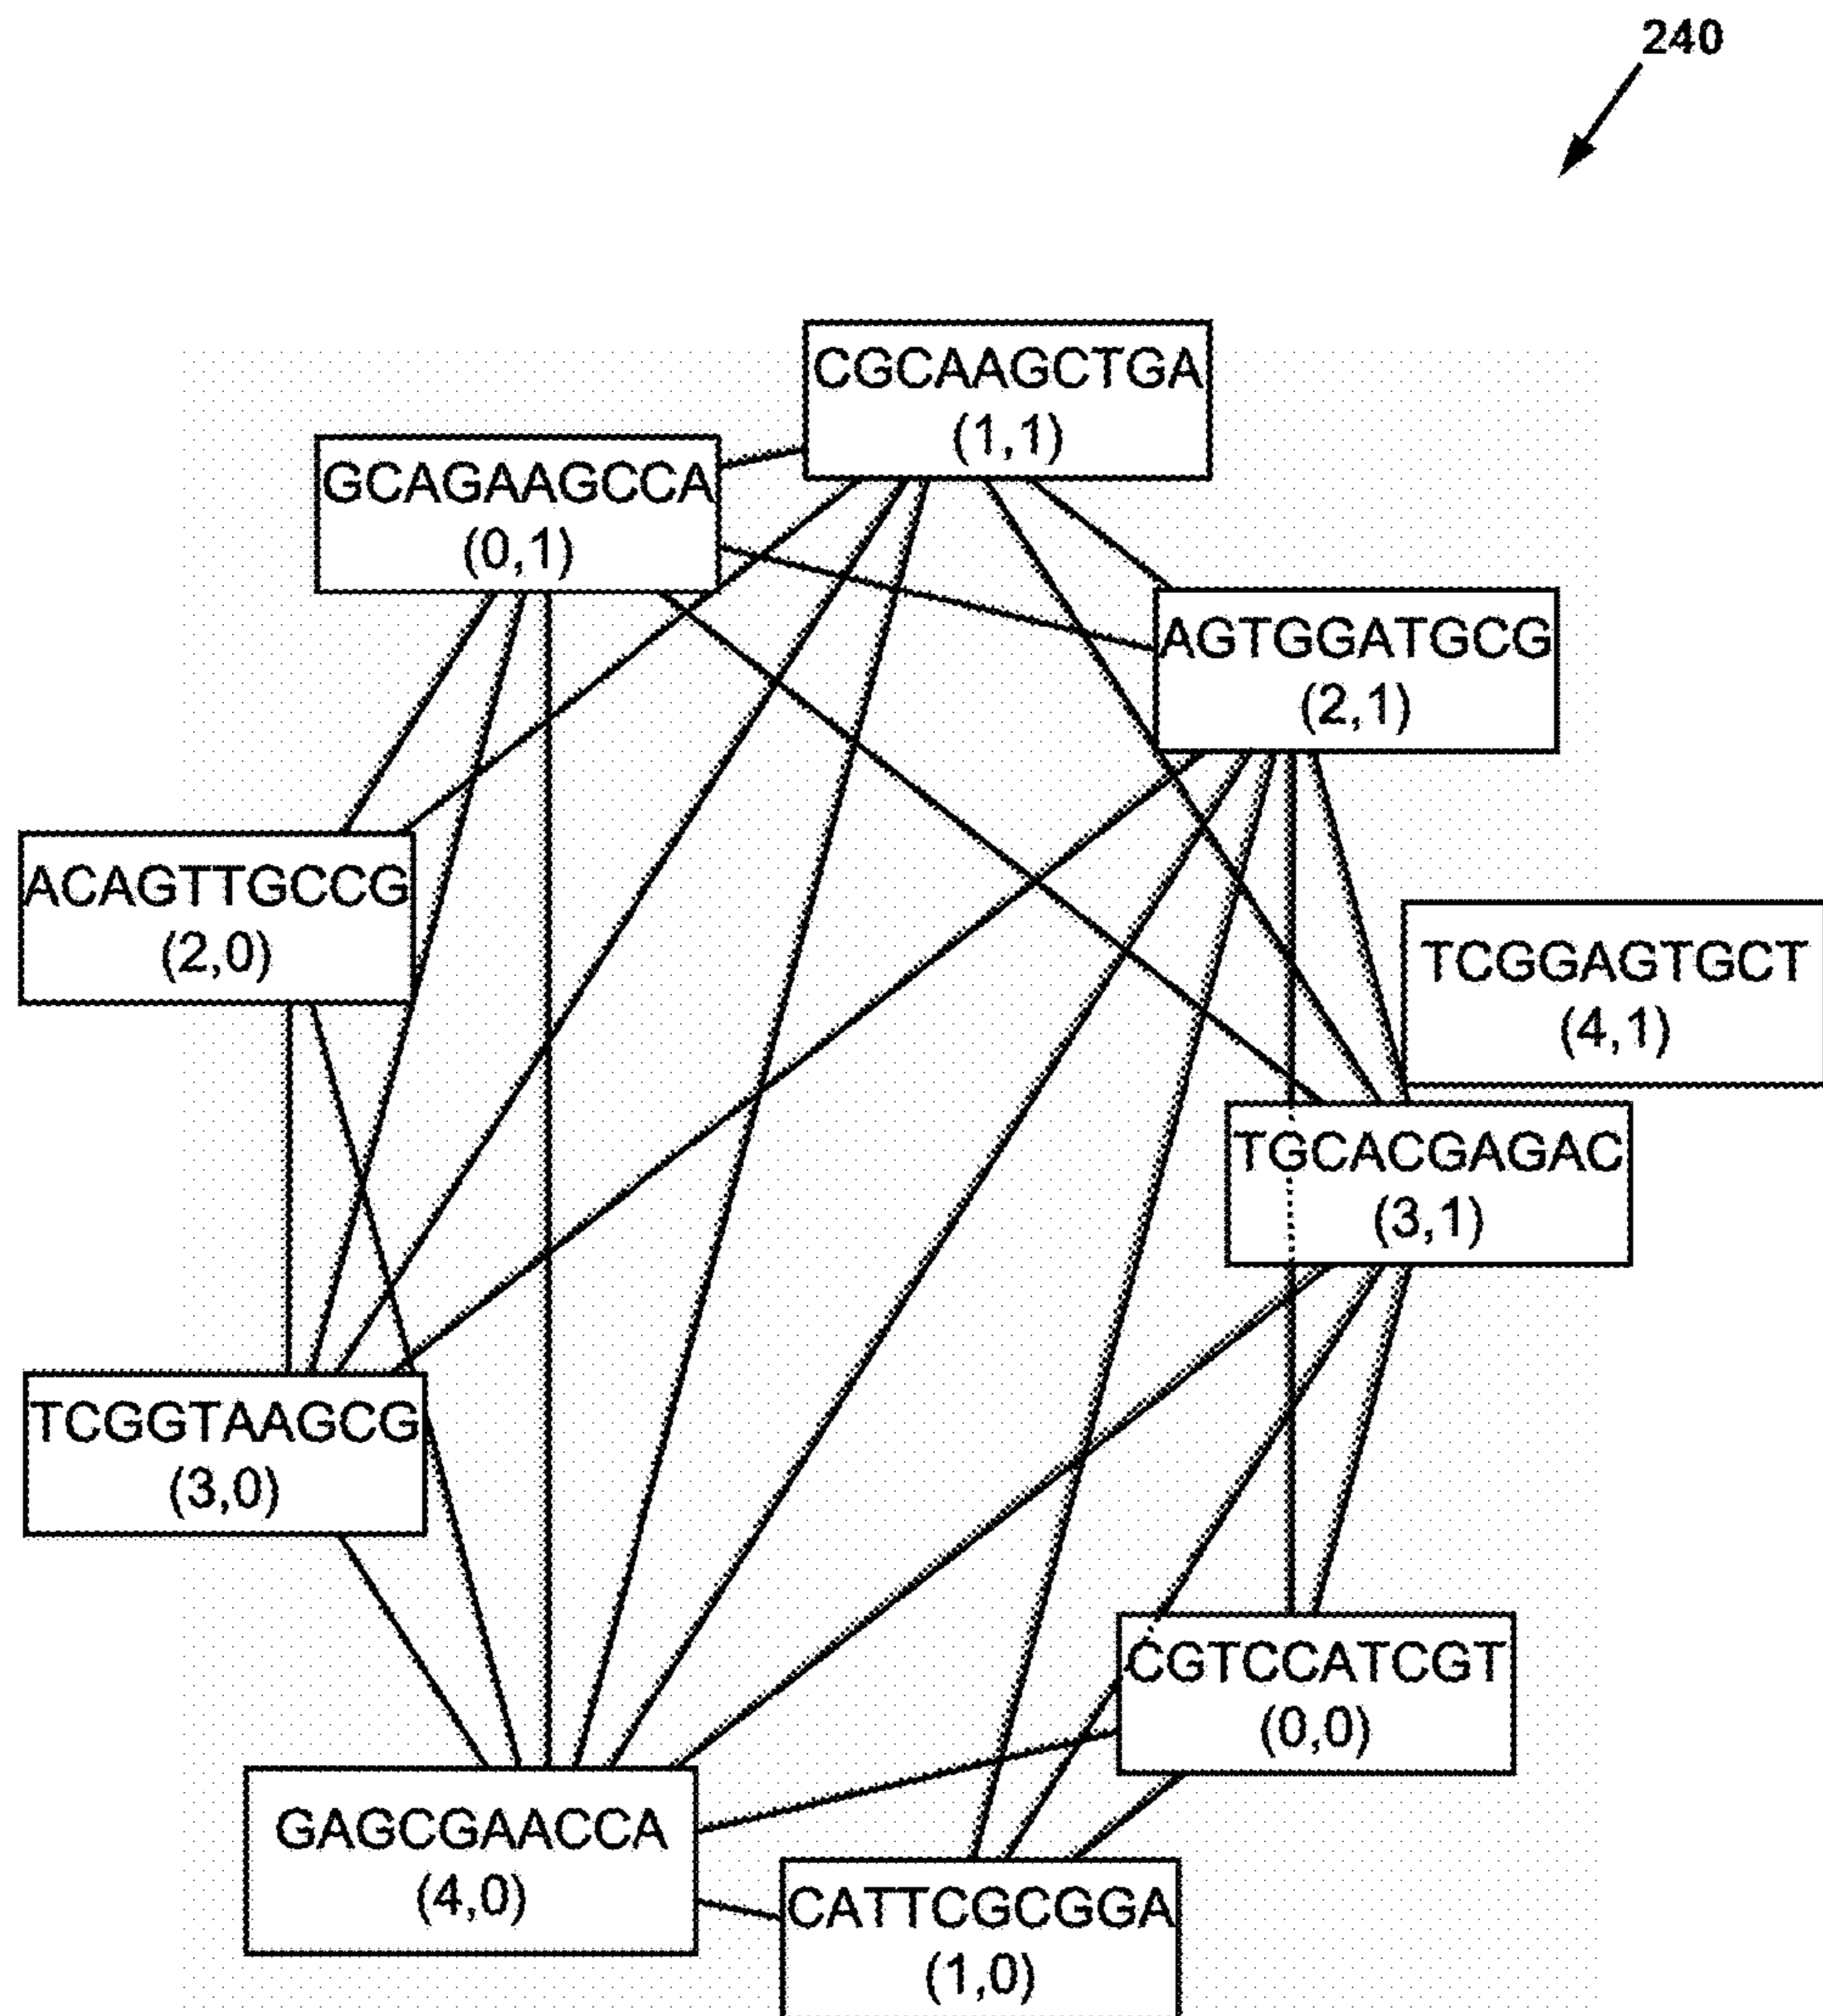 240
CGCAAGCTGA
(1,1)
GCAGAAGCCA
(0,1)
AGTGGATGCG
(2,1)
ACAGTTGCCG
(2,0)
TCGGAGTGCT
(4,1)
TGCACGAGAC
(3,1)
TCGGTAAGCG
(3,0)
CGTCCATCGT
(0,0)
GAGCGAACCA
(4,0)
CATTCGCGGA
(1,0)